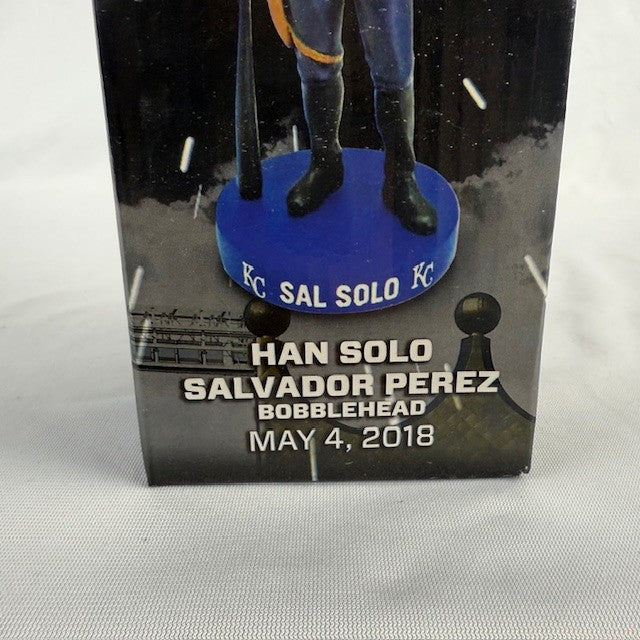 KC SAL SOLO KC
HAN SOLO
SALVADOR PEREZ
BOBBLEHEAD
MAY 4, 2018